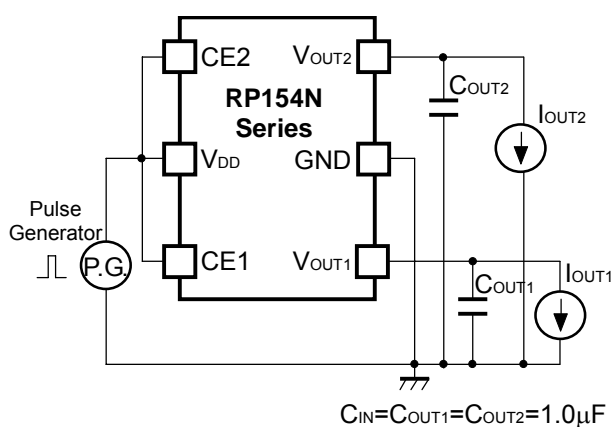 CE2
VOUT2
COUT2
RP154N
Series
IOUT2
VDD
GND
Pulse
Generator
P.G.
CE1
VOUT1
COUT1
IOUT1
CIN=COUT1=COUT2=1.0μF